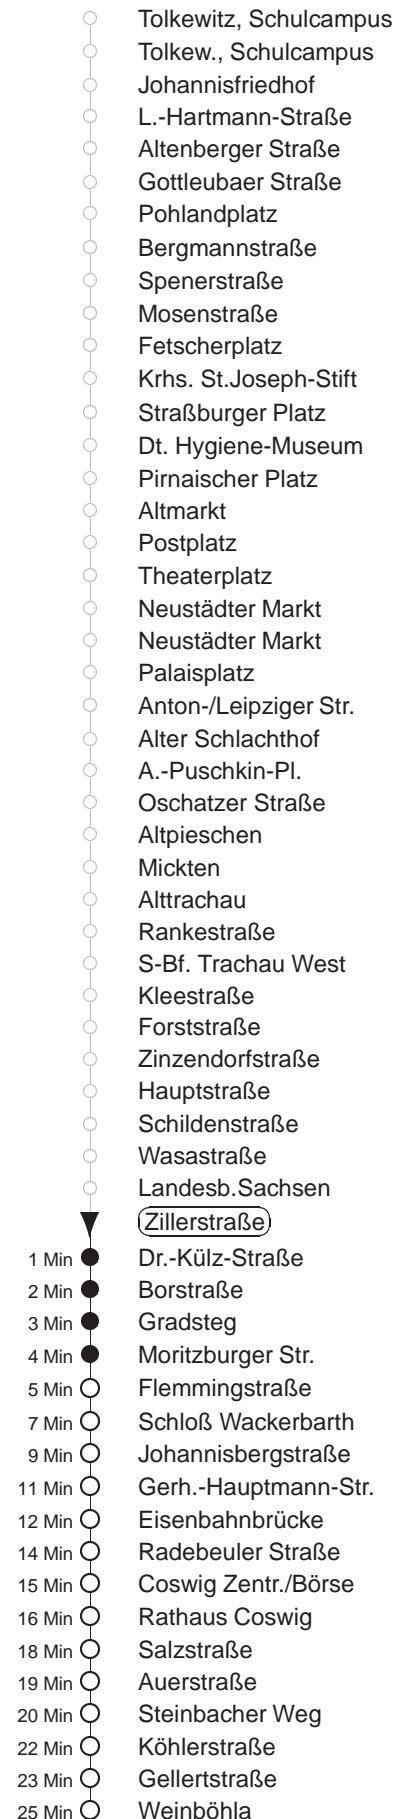 Tolkewitz, Schulcampus
Tolkew., Schulcampus
Johannisfriedhof
L.-Hartmann-Straße
Altenberger Straße
Gottleubaer Straße
Pohlandplatz
Bergmannstraße
Spenerstraße
Mosenstraße
Fetscherplatz
Krhs. St.Joseph-Stift
Straßburger Platz
Dt. Hygiene-Museum
Pirnaischer Platz
Altmarkt
Postplatz
Theaterplatz
Neustädter Markt
Neustädter Markt
Palaisplatz
Anton-/Leipziger Str.
Alter Schlachthof
A.-Puschkin-Pl.
Oschatzer Straße
Altpieschen
Mickten
Alttrachau
Rankestraße
S-Bf. Trachau West
Kleestraße
Forststraße
Zinzendorfstraße
Hauptstraße
Schildenstraße
Wasastraße
Landesb.Sachsen
Zillerstraße
1 Min Dr.-Külz-Straße
2 Min Borstraße
3 Min Gradsteg
4 Min Moritzburger Str.
5 Min Flemmingstraße
7 Min Schloß Wackerbarth
9 Min Johannisbergstraße
11 Min Gerh.-Hauptmann-Str.
12 Min Eisenbahnbrücke
14 Min Radebeuler Straße
15 Min Coswig Zentr./Börse
16 Min Rathaus Coswig
18 Min Salzstraße
19 Min Auerstraße
20 Min Steinbacher Weg
22 Min Köhlerstraße
23 Min Gellertstraße
25 Min Weinböhla